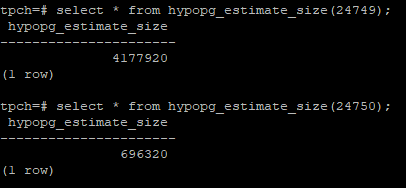 tpch=# select * from hypopg_estimate_size(24749);
hypopg_estimate_size
----------------------
4177920
(1 row)
tpch=# select * from hypopg_estimate_size(24750);
hypopg_estimate_size
----------------------
696320
(1 row)